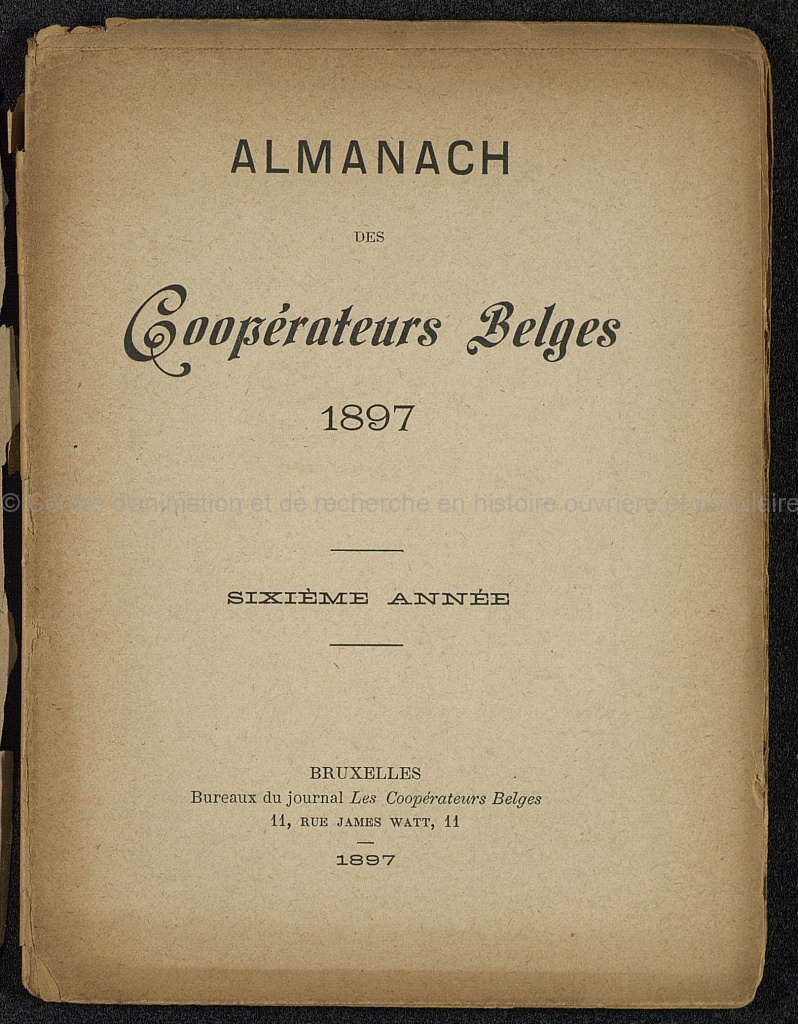 ALMANACH
DES
Coopérateurs Belges
1897
© Centre d'animation et de recherche en histoire ouvrière et populaire
SIXIÈME ANNÉE
BRUXELLES
Bureaux du journal Les Coopérateurs Belges
11, RUE JAMES WATT, 11
1897